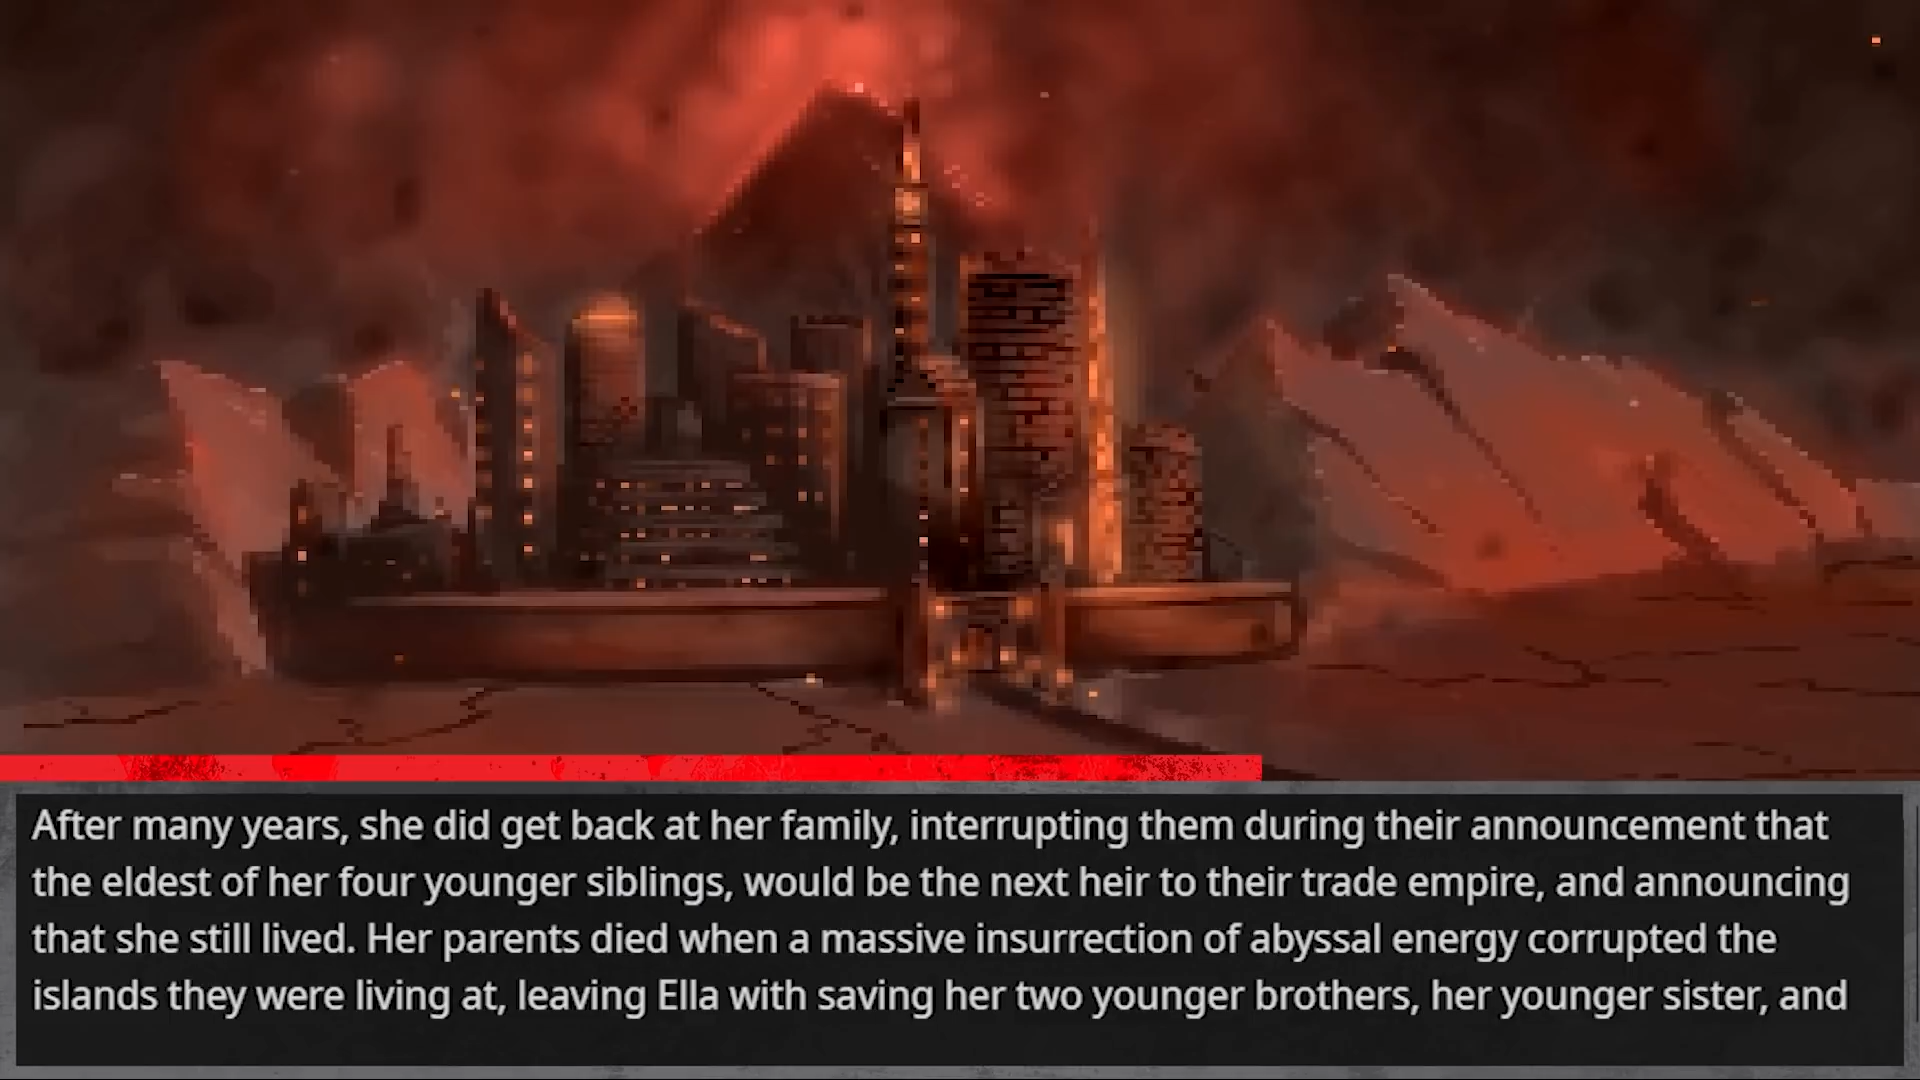 After many years, she did get back at her family, interrupting them during their announcement that
the eldest of her four younger siblings, would be the next heir to their trade empire, and announcing
that she still lived. Her parents died when a massive insurrection of abyssal energy corrupted the
islands they were living at, leaving Ella with saving her two younger brothers, her younger sister, and